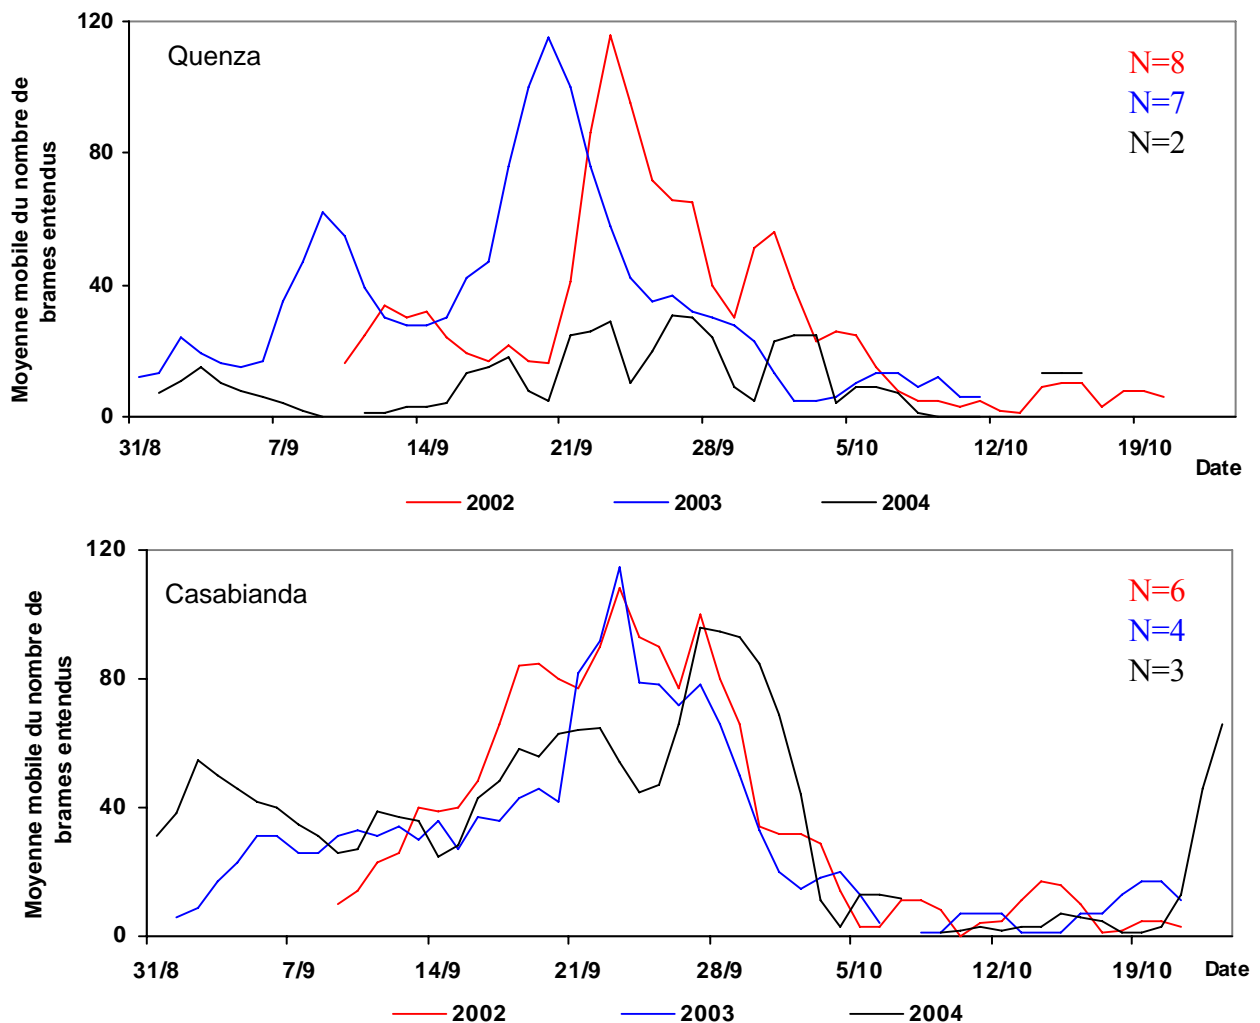 120
Quenza
N=8
N=7
N=2
80
40
0
Moyenne mobile du nombre de
brames entendus
31/8 7/9 14/9 21/9 28/9 5/10 12/10 19/10
Date
2002 2003 2004
120
Casabianda
N=6
N=4
N=3
80
40
0
Moyenne mobile du nombre de
brames entendus
31/8 7/9 14/9 21/9 28/9 5/10 12/10 19/10 Date
2002 2003 2004